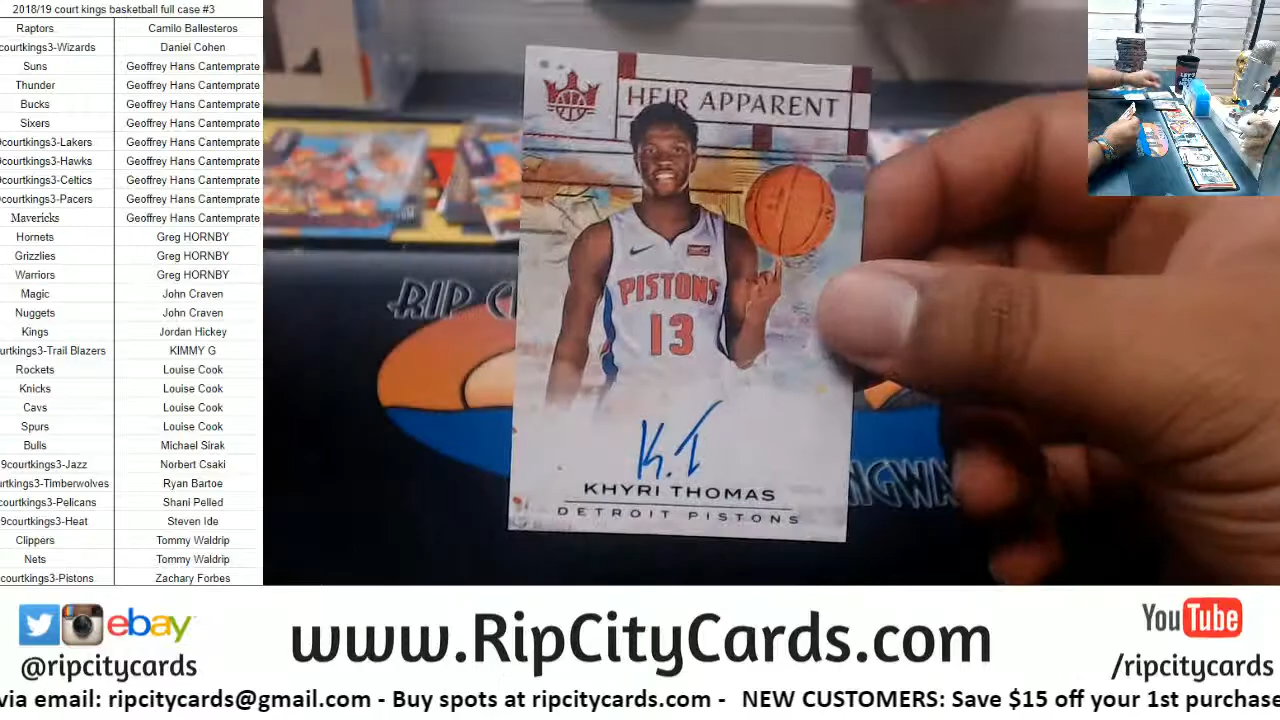 2018/19 court kings basketball full case #3
Raptors Camilo Ballesteros
courtkings3-Wizards Daniel Cohen
Suns Geoffrey Hans Cantemprate
Thunder Geoffrey Hans Cantemprate
Bucks Geoffrey Hans Cantemprate
Sixers Geoffrey Hans Cantemprate
courtkings3-Lakers Geoffrey Hans Cantemprate
courtkings3-Hawks Geoffrey Hans Cantemprate
courtkings3-Celtics Geoffrey Hans Cantemprate
courtkings3-Pacers Geoffrey Hans Cantemprate
Mavericks Geoffrey Hans Cantemprate
Hornets Greg HORNBY
Grizzlies Greg HORNBY
Warriors Greg HORNBY
Magic John Craven
Nuggets John Craven
Kings Jordan Hickey
urtkings3-Trail Blazers KIMMY G
Rockets Louise Cook
Knicks Louise Cook
Cavs Louise Cook
Spurs Louise Cook
Bulls Michael Sirak
9courtkings3-Jazz Norbert Csaki
tkings3-Timberwolves Ryan Bartoe
courtkings3-Pelicans Shani Pelled
9courtkings3-Heat Steven Ide
Clippers Tommy Waldrip
Nets Tommy Waldrip
courtkings3-Pistons Zachary Forbes
HEIR APPARENT
PISTONS
13
K.T
KHYRI THOMAS
DETROIT PISTONS
RIP C
NGWA
ebay
@ripcitycards
www.RipCityCards.com
YouTube
/ripcitycards
via email: ripcitycards@gmail.com - Buy spots at ripcitycards.com - NEW CUSTOMERS: Save $15 off your 1st purchase